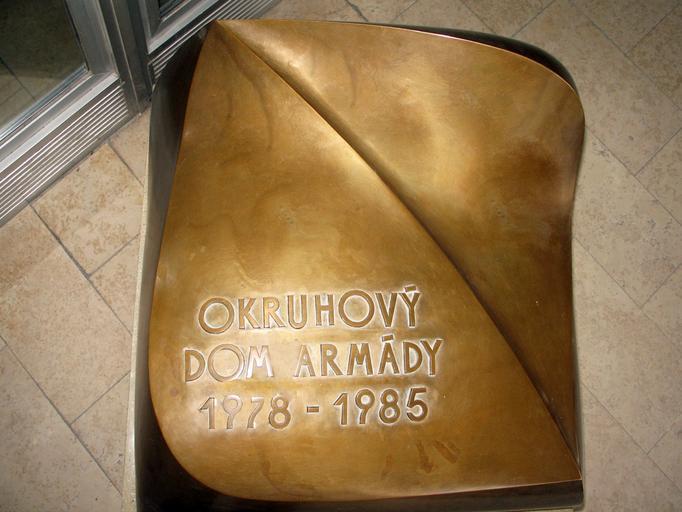 OKRUHOVÝ
DOM ARMÁDY
1978 - 1985